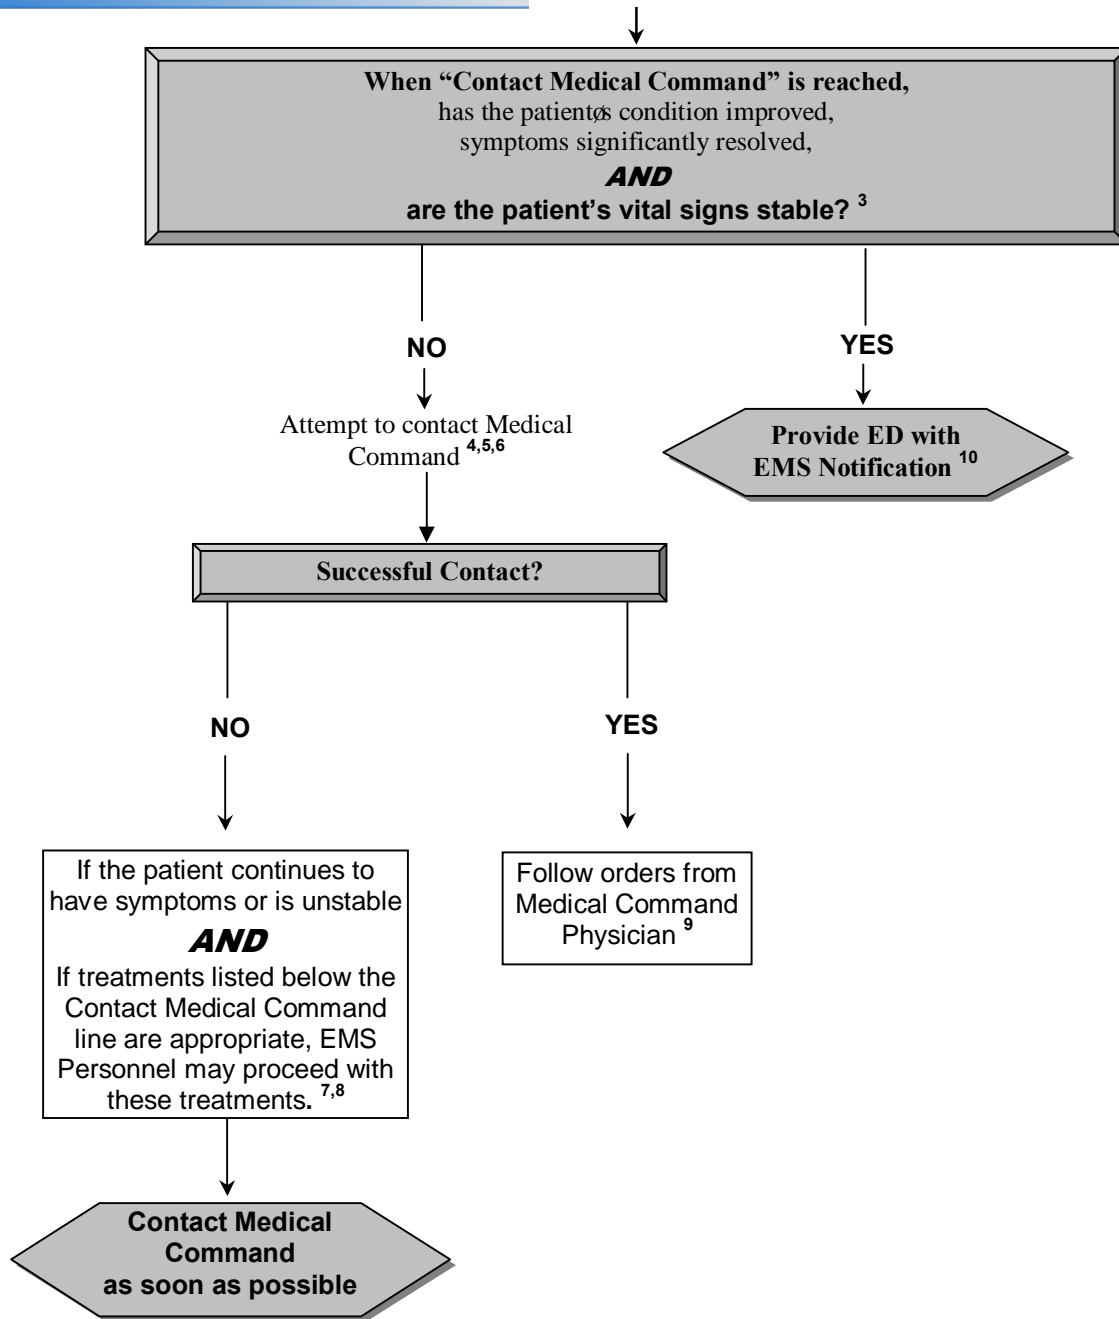 When “Contact Medical Command” is reached,
has the patientøs condition improved,
symptoms significantly resolved,
AND
are the patient’s vital signs stable? 3
NO
YES
Attempt to contact Medical
Command 4,5,6
Provide ED with
EMS Notification 10
Successful Contact?
NO
YES
If the patient continues to
have symptoms or is unstable
AND
If treatments listed below the
Contact Medical Command
line are appropriate, EMS
Personnel may proceed with
these treatments. 7,8
Follow orders from
Medical Command
Physician 9
Contact Medical
Command
as soon as possible